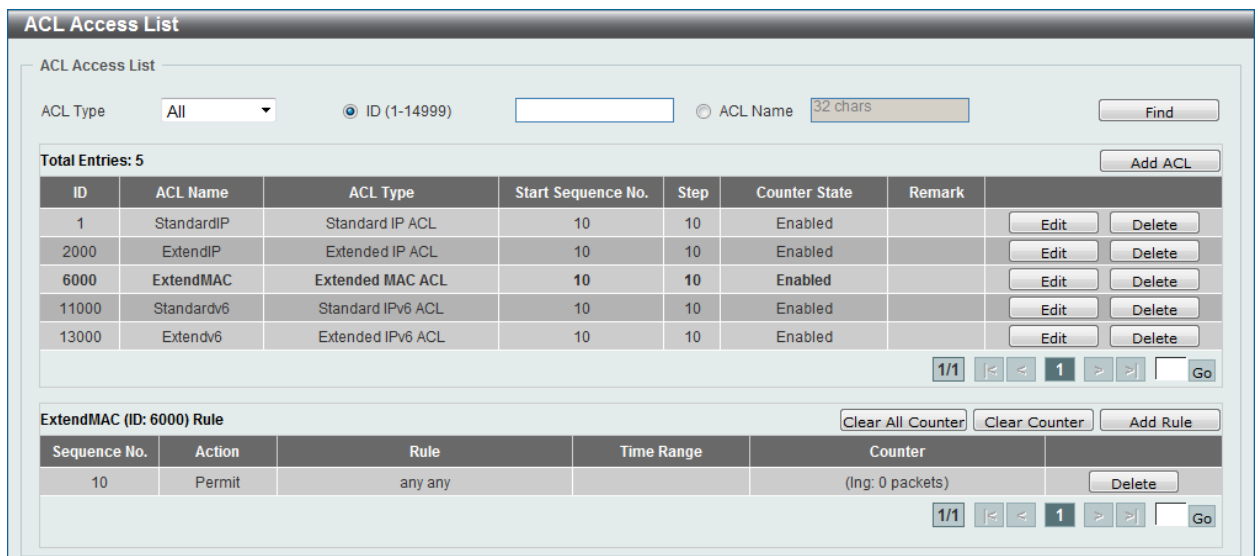 ACL Access List
ACL Access List
ACL Type All ID (1-14999) ACL Name 32 chars Find
Total Entries: 5 Add ACL
ID ACL Name ACL Type Start Sequence No. Step Counter State Remark
1 StandardIP Standard IP ACL 10 10 Enabled Edit Delete
2000 ExtendIP Extended IP ACL 10 10 Enabled Edit Delete
6000 ExtendMAC Extended MAC ACL 10 10 Enabled Edit Delete
11000 Standardv6 Standard IPv6 ACL 10 10 Enabled Edit Delete
13000 Extendv6 Extended IPv6 ACL 10 10 Enabled Edit Delete
1/1 |< < 1 > >| Go
ExtendMAC (ID: 6000) Rule Clear All Counter Clear Counter Add Rule
Sequence No. Action Rule Time Range Counter
10 Permit any any (Ing: 0 packets) Delete
1/1 |< < 1 > >| Go